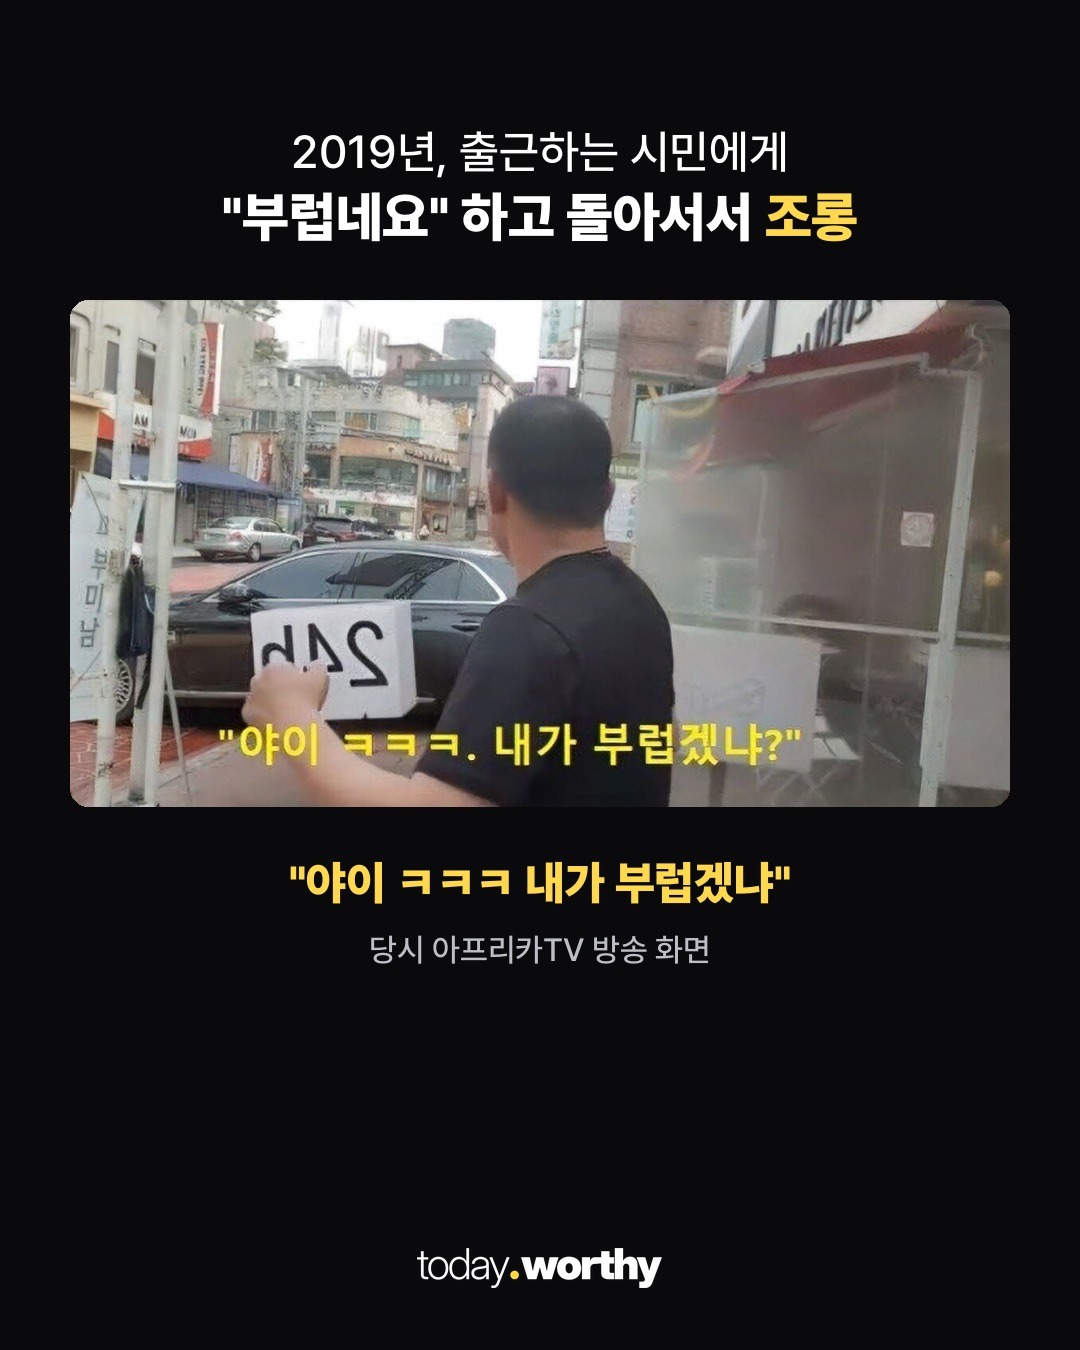 2019년, 출근하는 시민에게
"부럽네요" 하고 돌아서서 조롱
24h
"야이 ㅋㅋㅋ. 내가 부럽겠냐?"
"야이 ㅋㅋㅋ 내가 부럽겠냐"
당시 아프리카TV 방송 화면
today.worthy